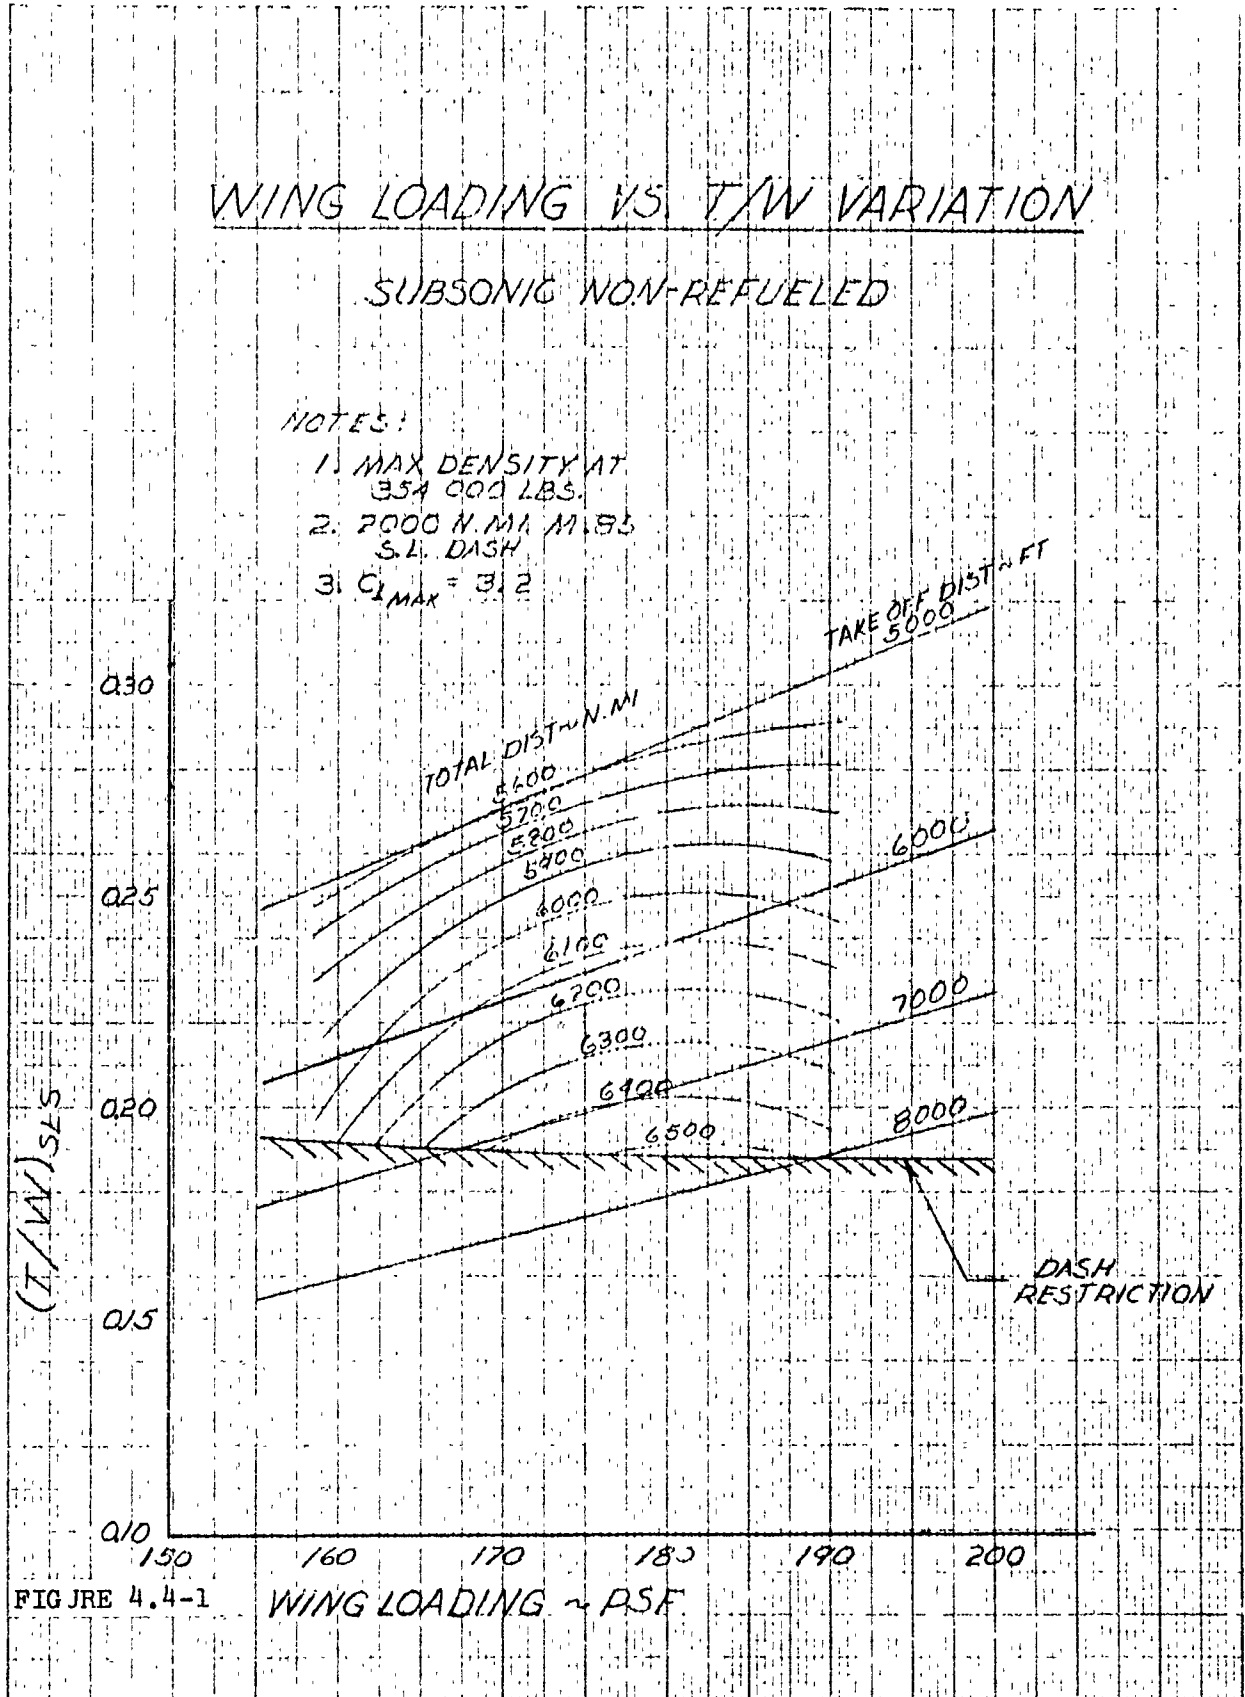 WING LOADING VS. T/W VARIATION
SUBSONIC NON-REFUELED
NOTES:
1. MAX DENSITY AT
354 000 LBS.
2. 2000 N.MI. M.85
S.L. DASH
3. CLMAX = 3.2
TAKE OFF DIST~FT
5000
0.30
TOTAL DIST~N.MI
5600
5700
5800
5900
6000
0.25
6000
6100
6200
7000
6300
6400
0.20
8000
6500
(T/W)SLS
DASH
RESTRICTION
0.15
0.10
150 160 170 180 190 200
FIGJRE 4.4-1
WING LOADING ~ PSF